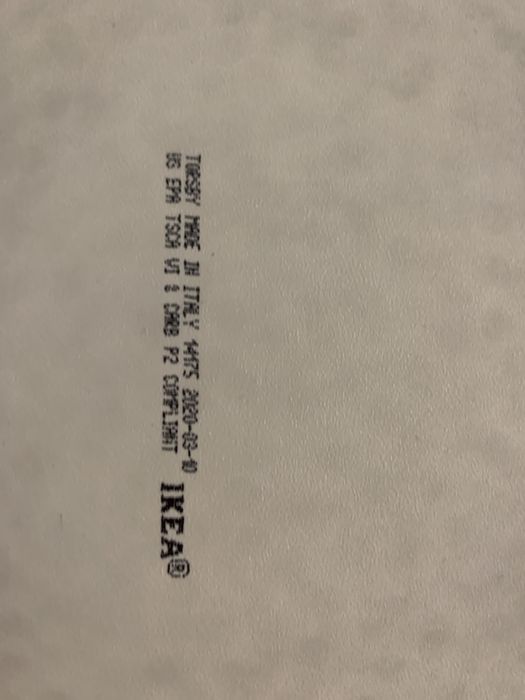 TORSBY MADE IN ITALY 14175 2020-03-10
US EPA TSCA VI & CARB P2 COMPLIANT IKEA®